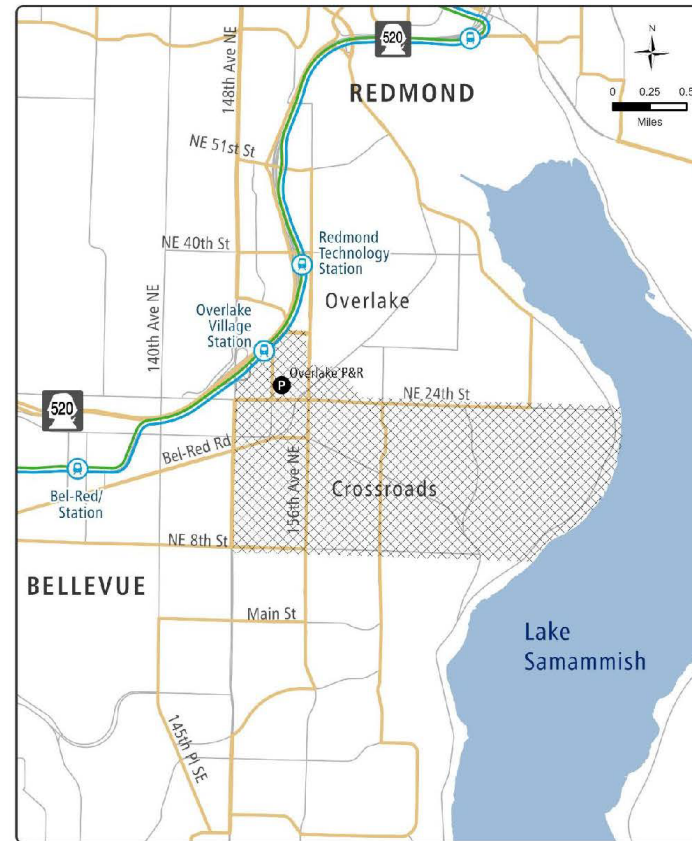 520
N
148th Ave NE
REDMOND
0 0.25 0.5
Miles
NE 51st St
NE 40th St
Redmond
Technology
Station
Overlake
Village
Station
Overlake
140th Ave NE
Overlake P&R
P
520
NE 24th St
Bel-Red Rd
Bel-Red/
Station
Crossroads
156th Ave NE
NE 8th St
BELLEVUE
Main St
Lake
Samammish
145th Pl SE